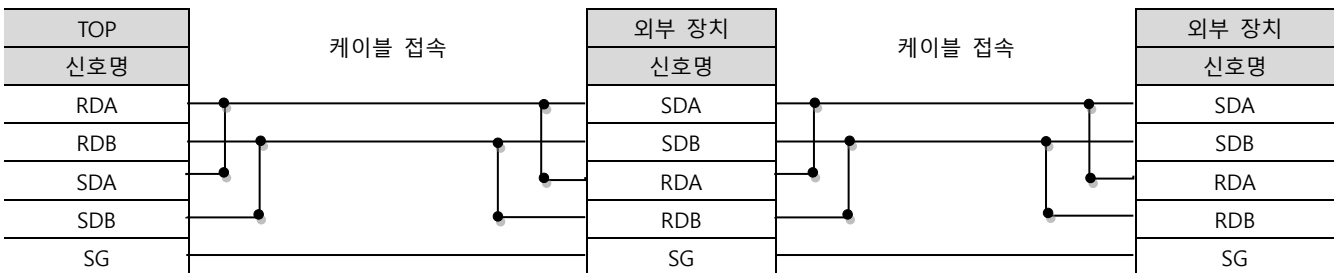 TOP 케이블 접속 외부 장치 케이블 접속 외부 장치
신호명 신호명 신호명
RDA SDA SDA
RDB SDB SDB
SDA RDA RDA
SDB RDB RDB
SG SG SG